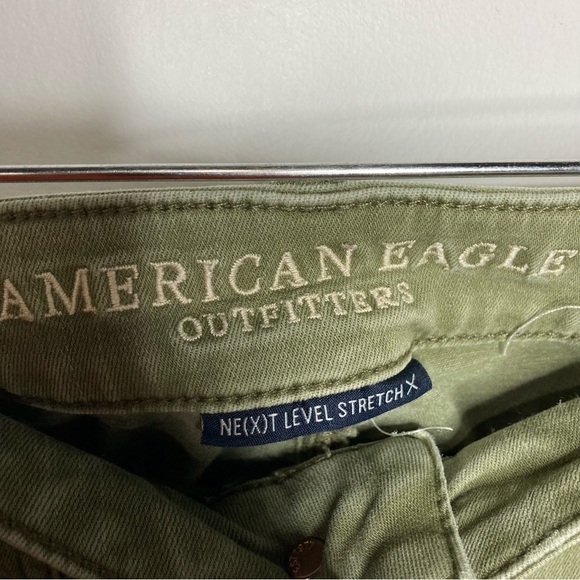 AMERICAN EAGLE
OUTFITTERS
NE(X)T LEVEL STRETCH X